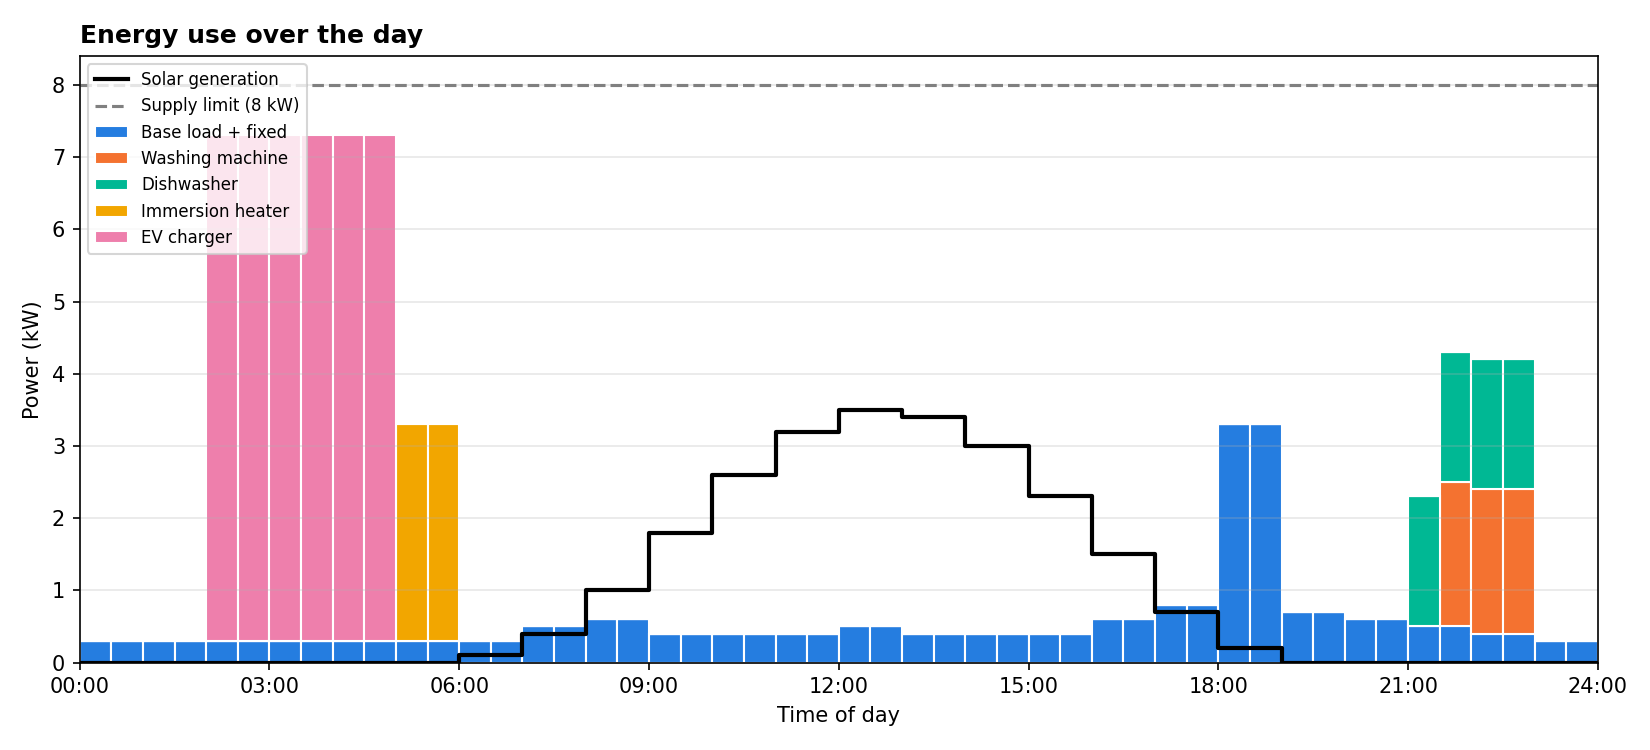 Energy use over the day
Solar generation
Supply limit (8 kW)
Base load + fixed
Washing machine
Dishwasher
Immersion heater
EV charger
Power (kW)
8
7
6
5
4
3
2
1
0
00:00 03:00 06:00 09:00 12:00 15:00 18:00 21:00 24:00
Time of day